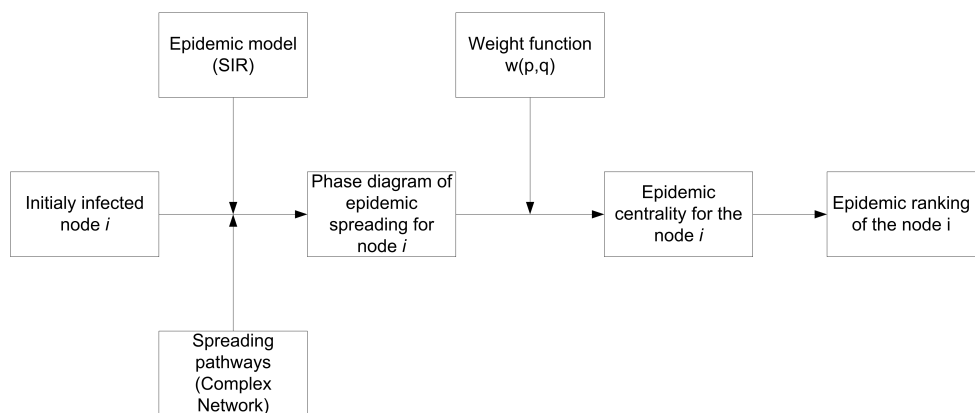 Epidemic model
(SIR)
Weight function
w(p,q)
Initialy infected
node i
Phase diagram of
epidemic
spreading for
node i
Epidemic
centrality for the
node i
Epidemic ranking
of the node i
Spreading
pathways
(Complex
Network)